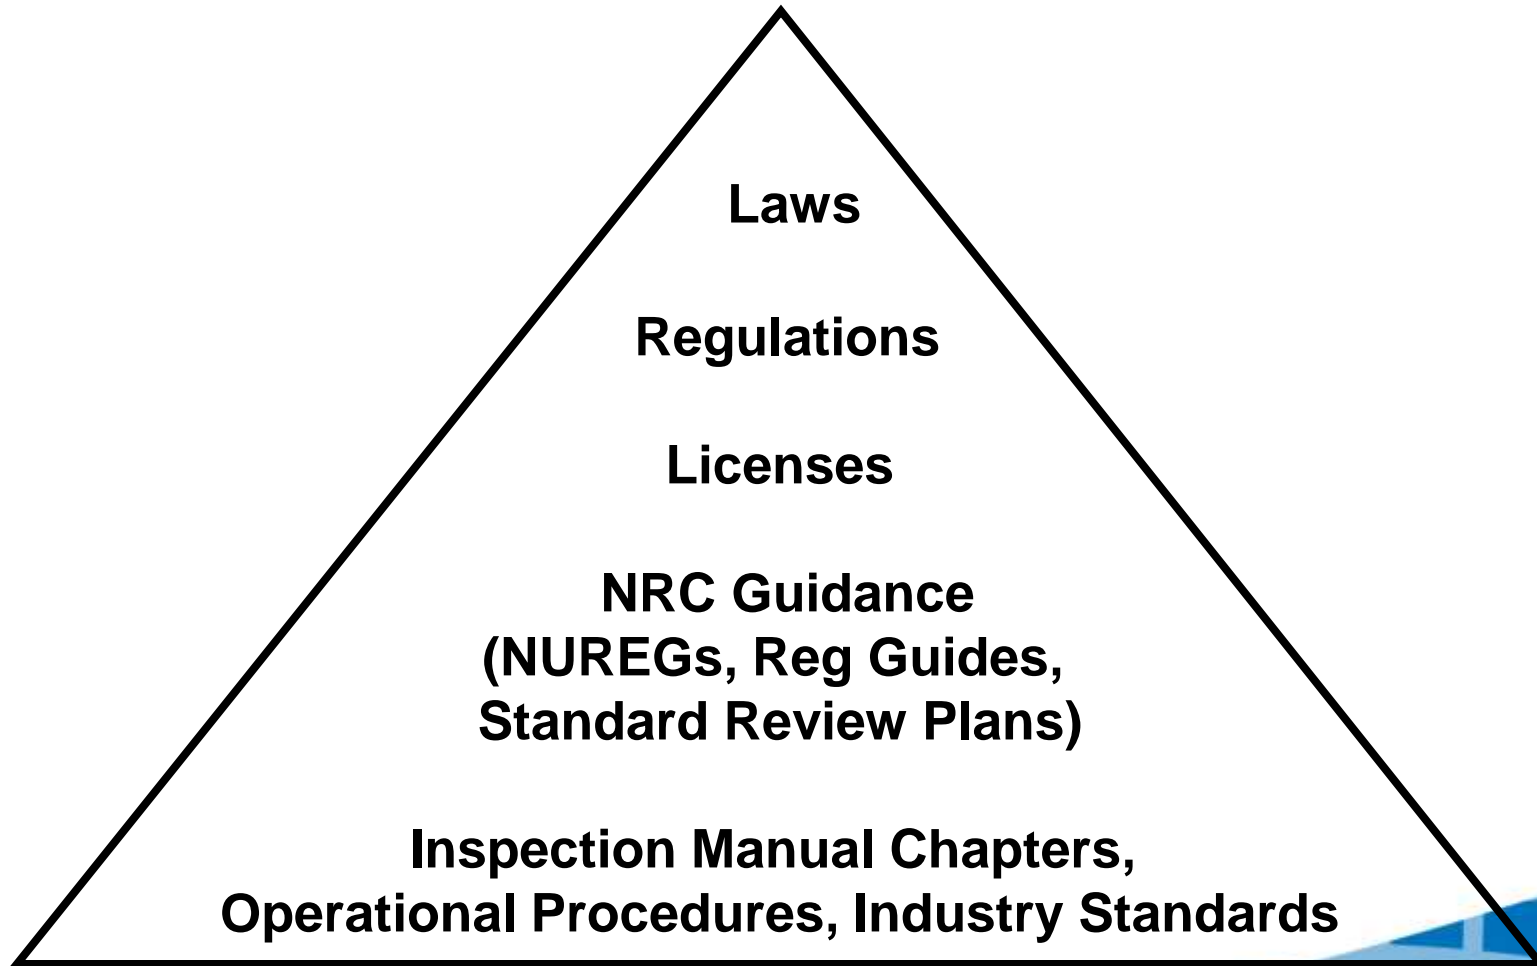 Laws
Regulations
Licenses
NRC Guidance
(NUREGs, Reg Guides,
Standard Review Plans)
Inspection Manual Chapters,
Operational Procedures, Industry Standards